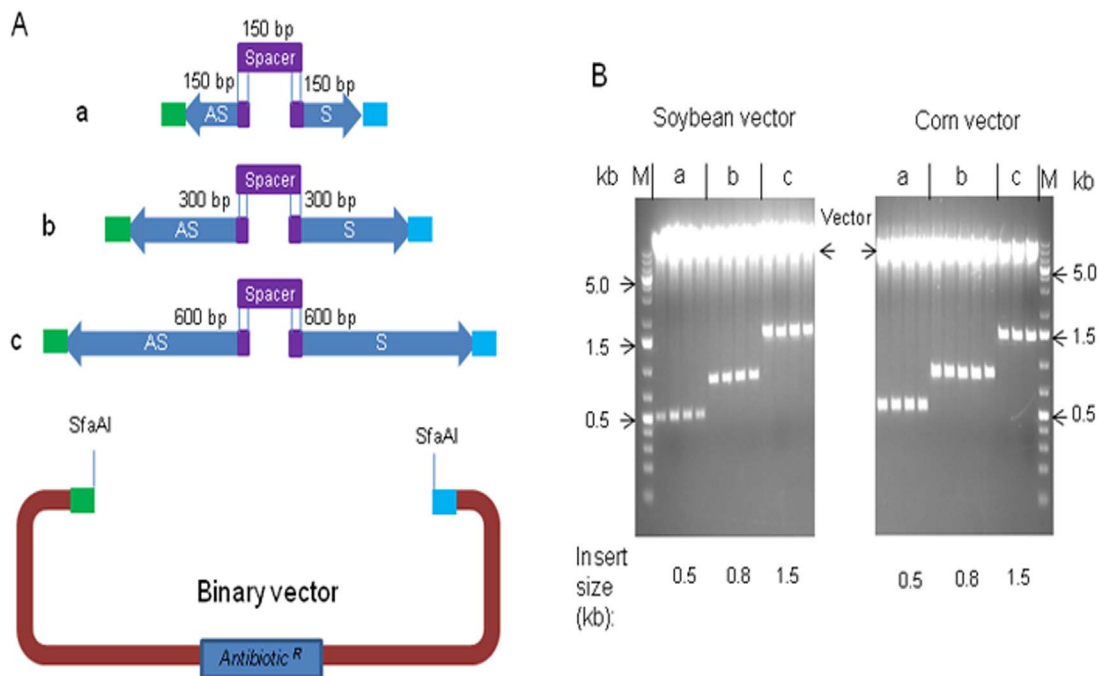 A
150 bp
Spacer
150 bp
150 bp
a
AS
S
Spacer
300 bp
300 bp
b
AS
S
Spacer
600 bp
600 bp
c
AS
S
SfaAI
SfaAI
Binary vector
Antibiotic R
B
Soybean vector
Corn vector
kb M a b c
a b c M kb
Vector
5.0
1.5
0.5
5.0
1.5
0.5
Insert
size
(kb):
0.5 0.8 1.5
0.5 0.8 1.5